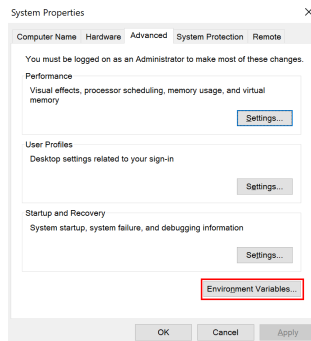 System Properties
Computer Name Hardware Advanced System Protection Remote
You must be logged on as an Administrator to make most of these changes.
Performance
Visual effects, processor scheduling, memory usage, and virtual
memory
Settings...
User Profiles
Desktop settings related to your sign-in
Settings...
Startup and Recovery
System startup, system failure, and debugging information
Settings...
Environment Variables...
OK Cancel Apply